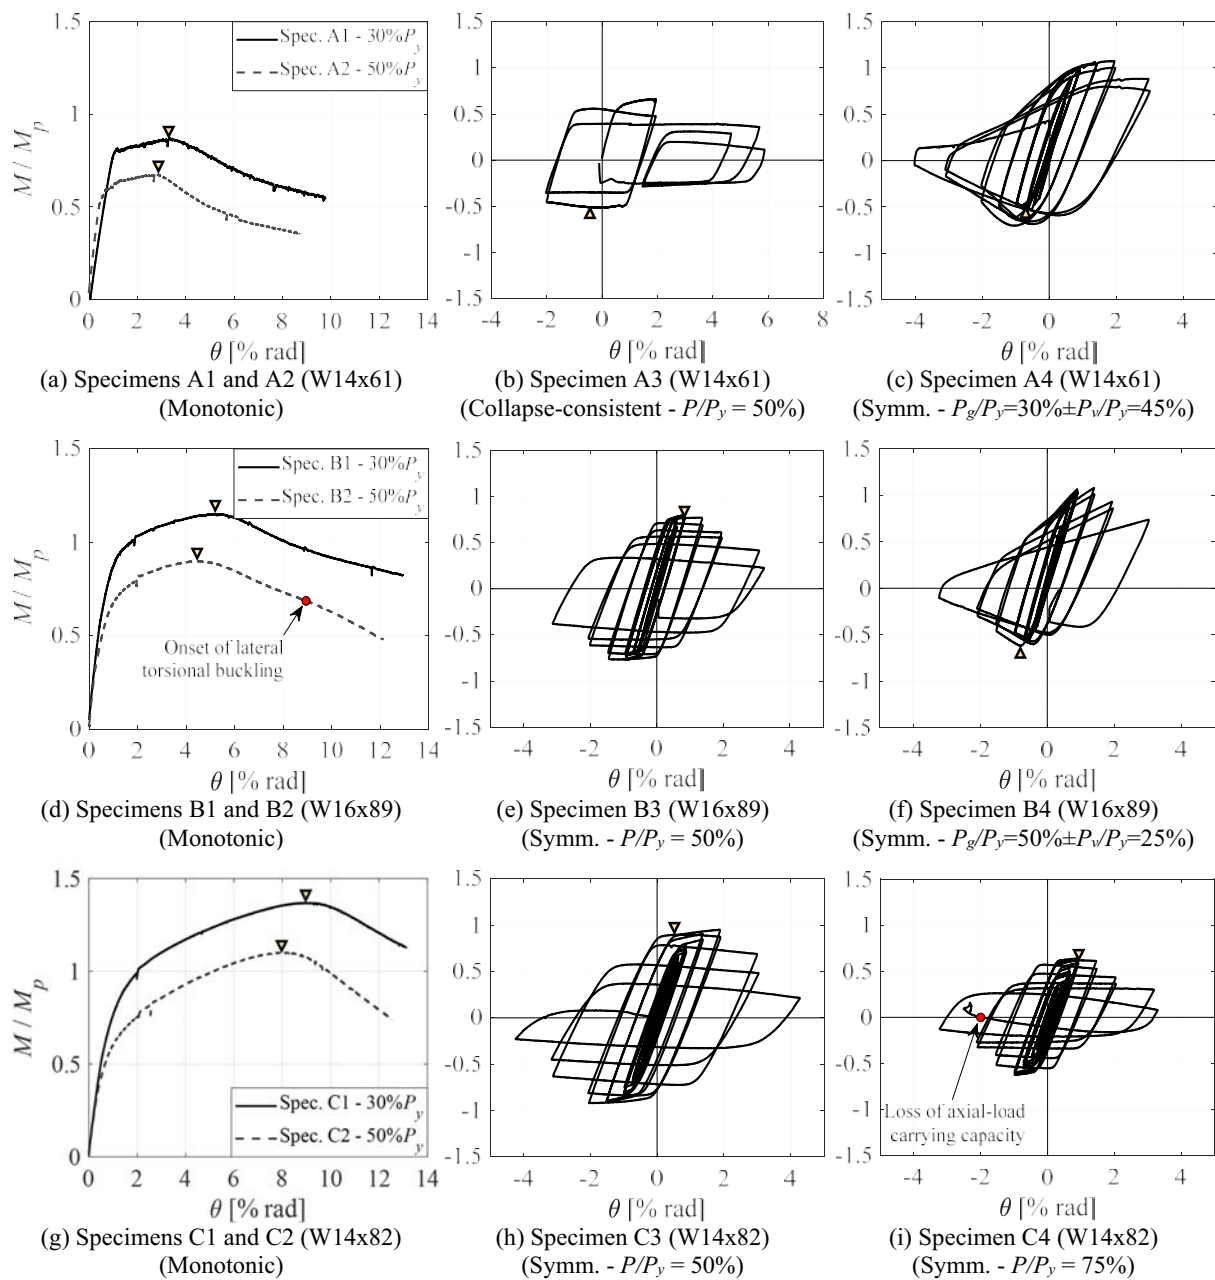 1.5
1
0.5
0
M / M_p
Spec. A1 - 30%P_y
Spec. A2 - 50%P_y
0 2 4 6 8 10 12 14
θ [% rad]
(a) Specimens A1 and A2 (W14x61)
(Monotonic)
1.5
1
0.5
0
-0.5
-1
-1.5
-4 -2 0 2 4 6 8
θ [% rad]
(b) Specimen A3 (W14x61)
(Collapse-consistent - P/P_y = 50%)
1.5
1
0.5
0
-0.5
-1
-1.5
-4 -2 0 2 4
θ [% rad]
(c) Specimen A4 (W14x61)
(Symm. - P_g/P_y=30%±P_v/P_y=45%)
1.5
1
0.5
0
M / M_p
Spec. B1 - 30%P_y
Spec. B2 - 50%P_y
Onset of lateral
torsional buckling
0 2 4 6 8 10 12 14
θ [% rad]
(d) Specimens B1 and B2 (W16x89)
(Monotonic)
1.5
1
0.5
0
-0.5
-1
-1.5
-4 -2 0 2 4
θ [% rad]
(e) Specimen B3 (W16x89)
(Symm. - P/P_y = 50%)
1.5
1
0.5
0
-0.5
-1
-1.5
-4 -2 0 2 4
θ [% rad]
(f) Specimen B4 (W16x89)
(Symm. - P_g/P_y=50%±P_v/P_y=25%)
1.5
1
0.5
0
M / M_p
Spec. C1 - 30%P_y
Spec. C2 - 50%P_y
0 2 4 6 8 10 12 14
θ [% rad]
(g) Specimens C1 and C2 (W14x82)
(Monotonic)
1.5
1
0.5
0
-0.5
-1
-1.5
-4 -2 0 2 4
θ [% rad]
(h) Specimen C3 (W14x82)
(Symm. - P/P_y = 50%)
1.5
1
0.5
0
-0.5
-1
-1.5
Loss of axial-load
carrying capacity
-4 -2 0 2 4
θ [% rad]
(i) Specimen C4 (W14x82)
(Symm. - P/P_y = 75%)